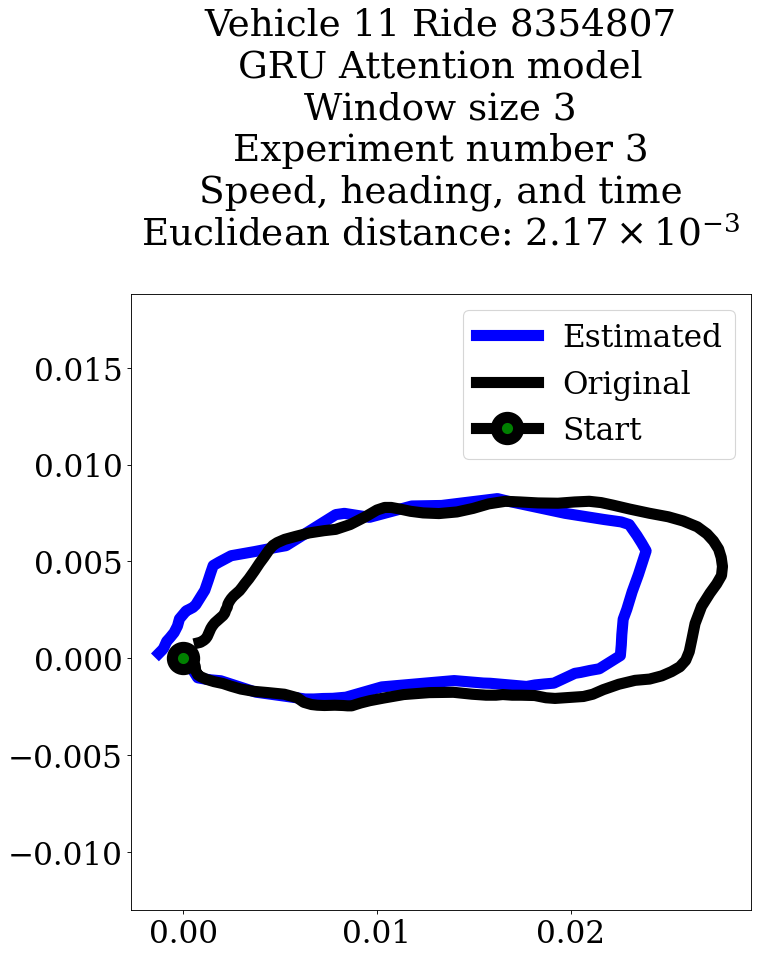 Vehicle 11 Ride 8354807
GRU Attention model
Window size 3
Experiment number 3
Speed, heading, and time
Euclidean distance: 2.17 × 10⁻³
Estimated
Original
Start
0.015
0.010
0.005
0.000
−0.005
−0.010
0.00 0.01 0.02